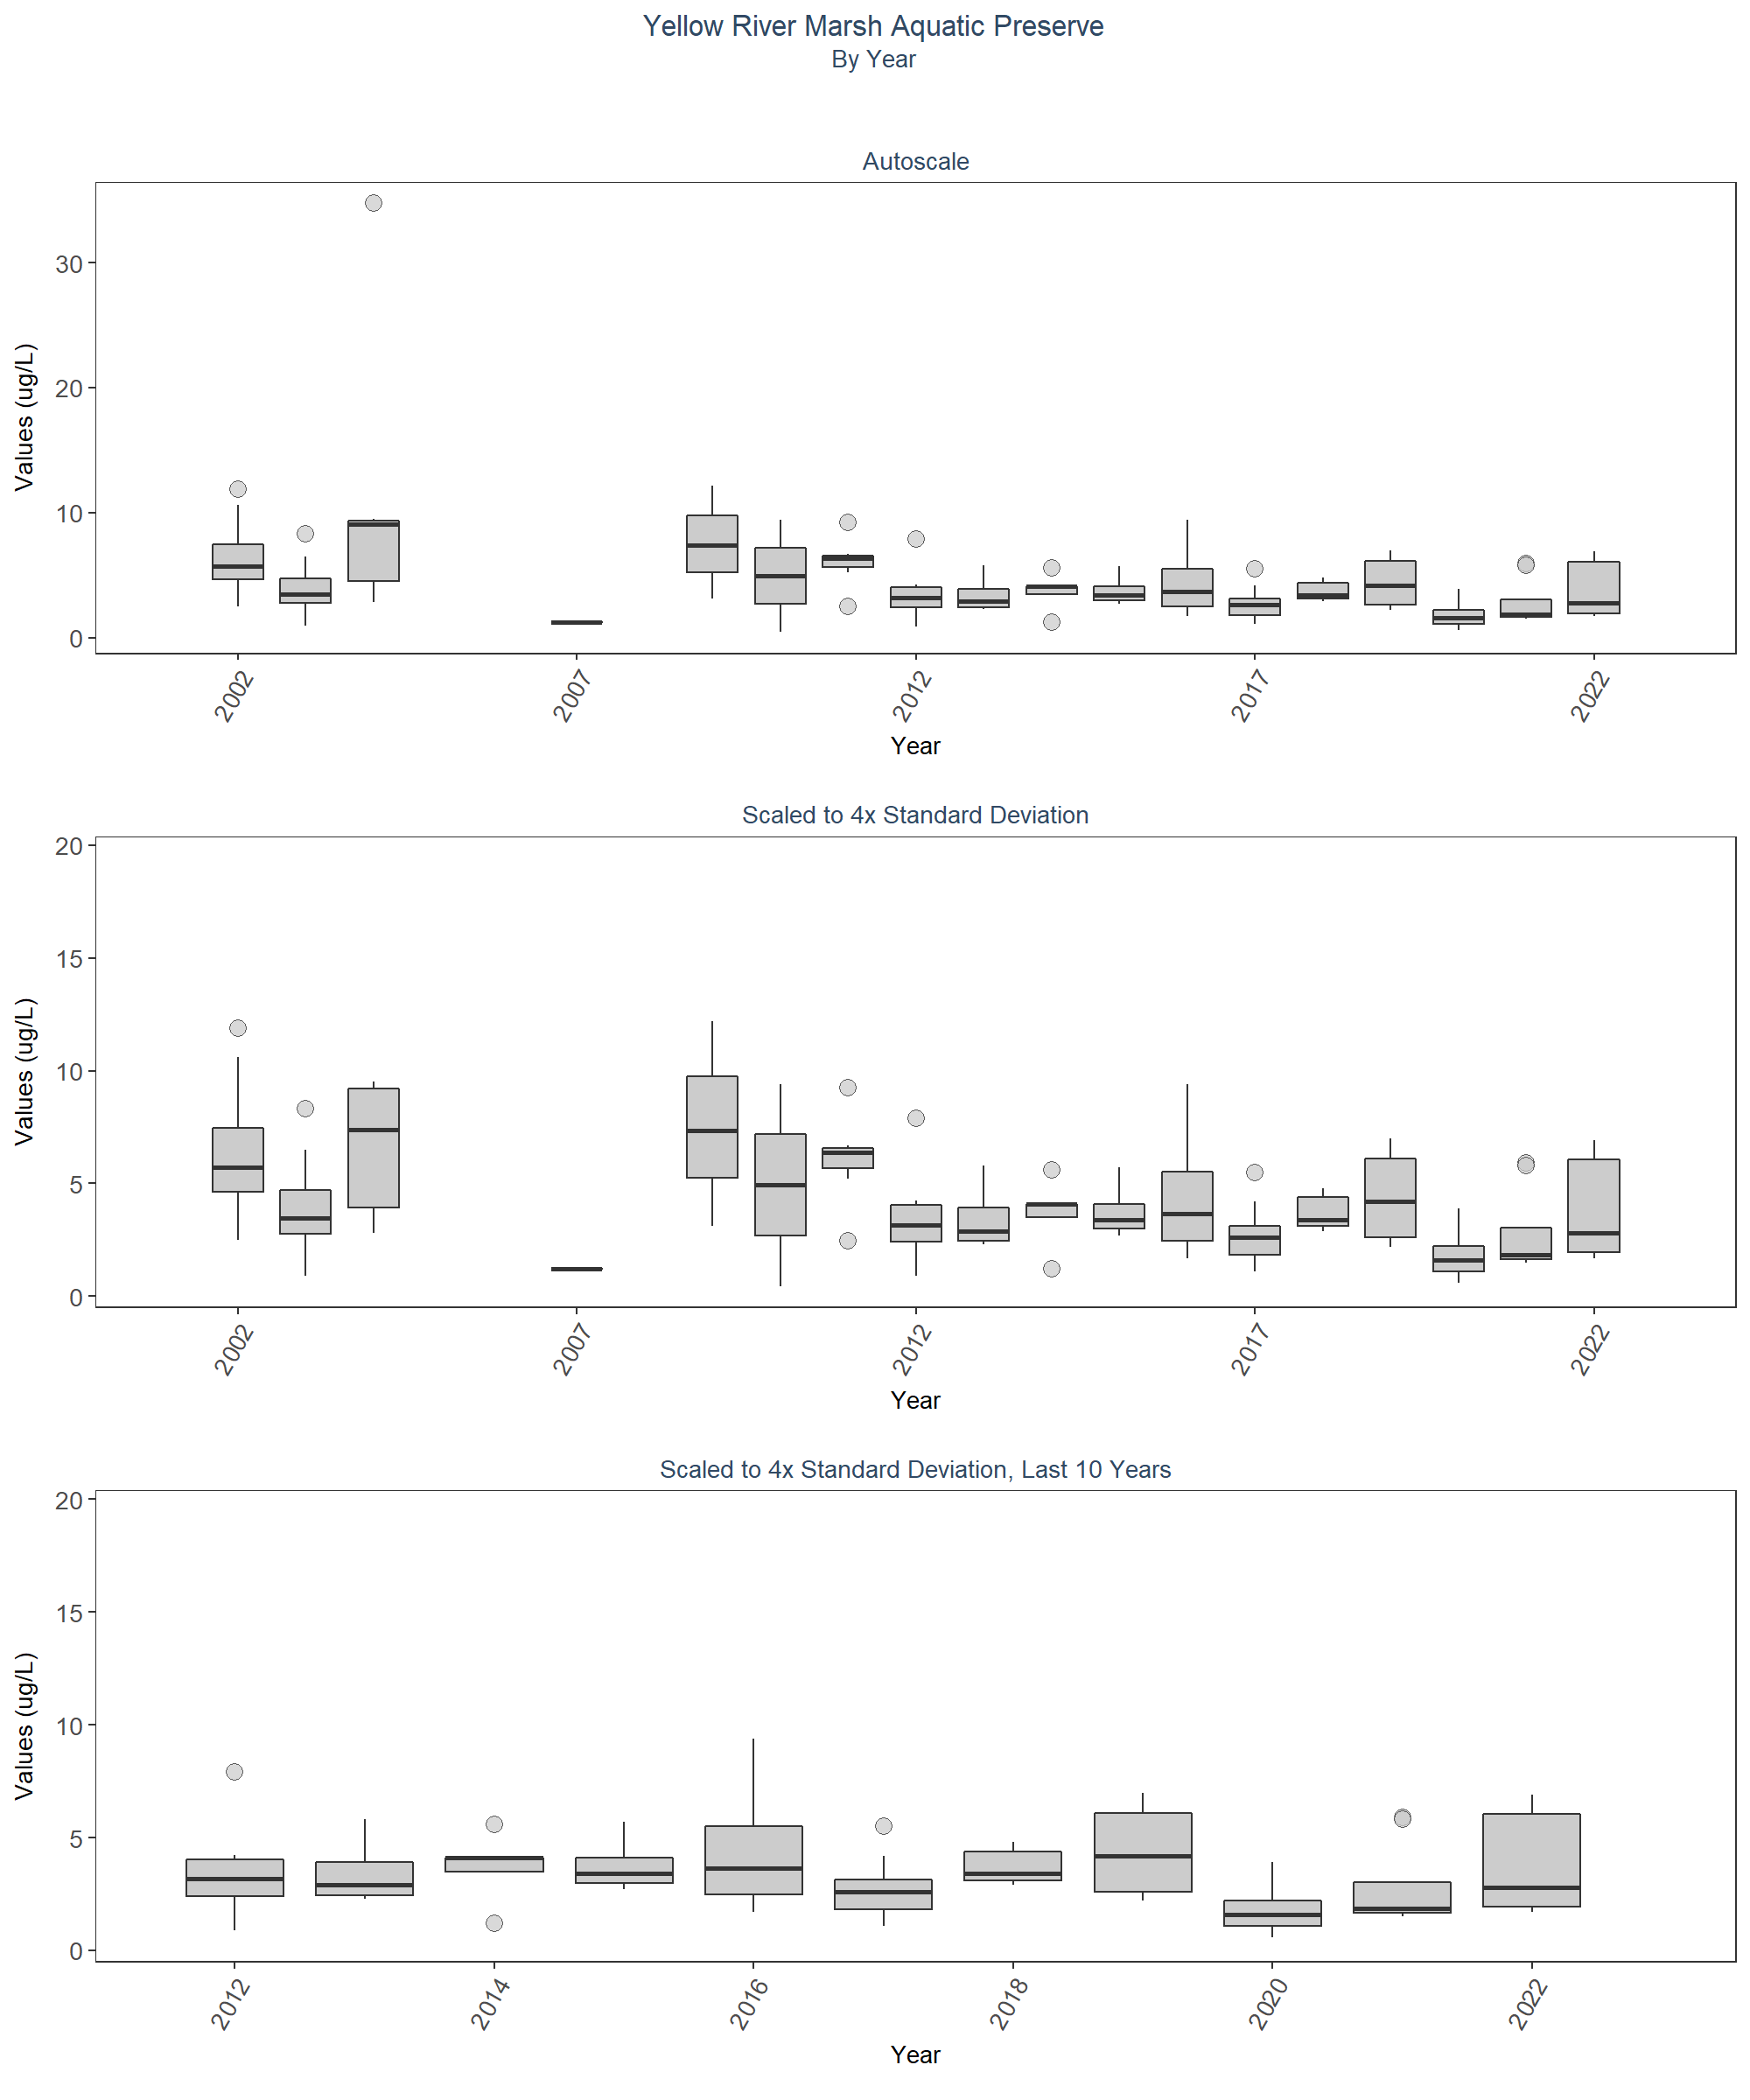 Yellow River Marsh Aquatic Preserve
By Year
Autoscale
Values (ug/L)
30
20
10
0
2002
2007
2012
2017
2022
Year
Scaled to 4x Standard Deviation
Values (ug/L)
20
15
10
5
0
2002
2007
2012
2017
2022
Year
Scaled to 4x Standard Deviation, Last 10 Years
Values (ug/L)
20
15
10
5
0
2012
2014
2016
2018
2020
2022
Year